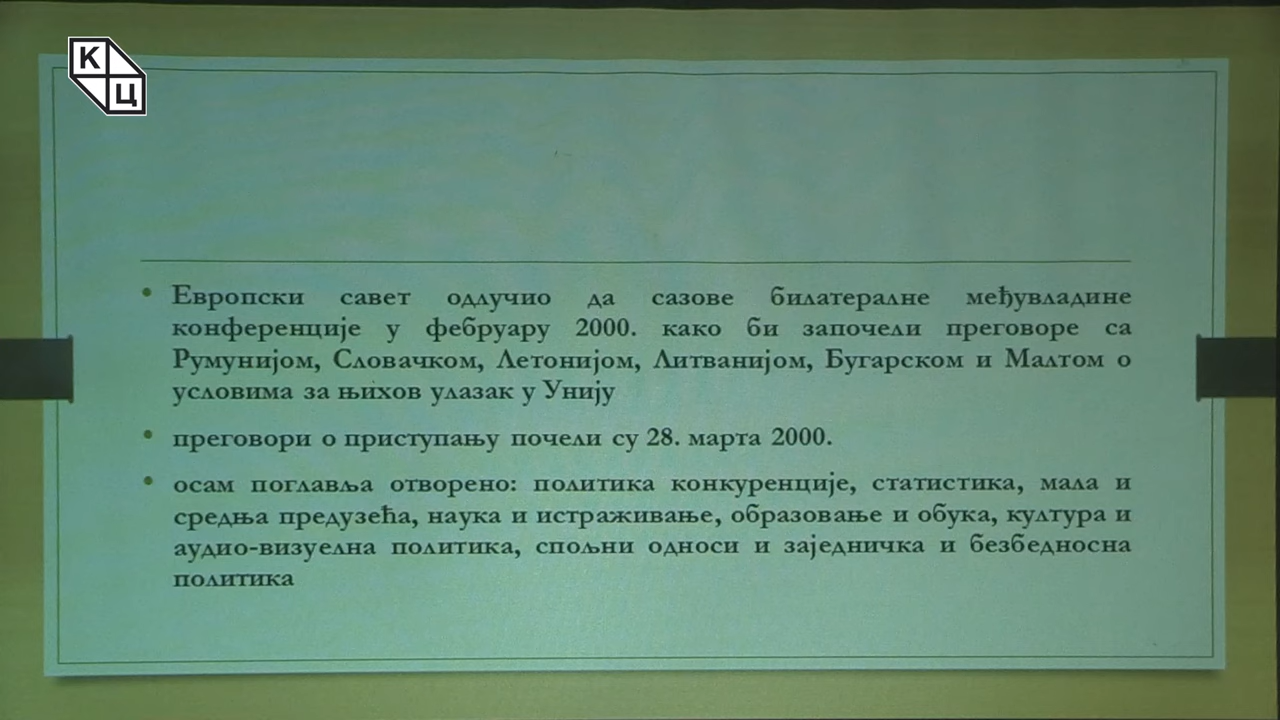 К
Ц
Европски савет одлучио да сазове билатералне међувладине
конференције у фебруару 2000. како би започели преговоре са
Румунијом, Словачком, Летонијом, Литванијом, Бугарском и Малтом о
условима за њихов улазак у Унију
• преговори о приступању почели су 28. марта 2000.
• осам поглавља отворено: политика конкуренције, статистика, мала и
средња предузећа, наука и истраживање, образовање и обука, култура и
аудио-визуелна политика, спољни односи и заједничка и безбедносна
политика